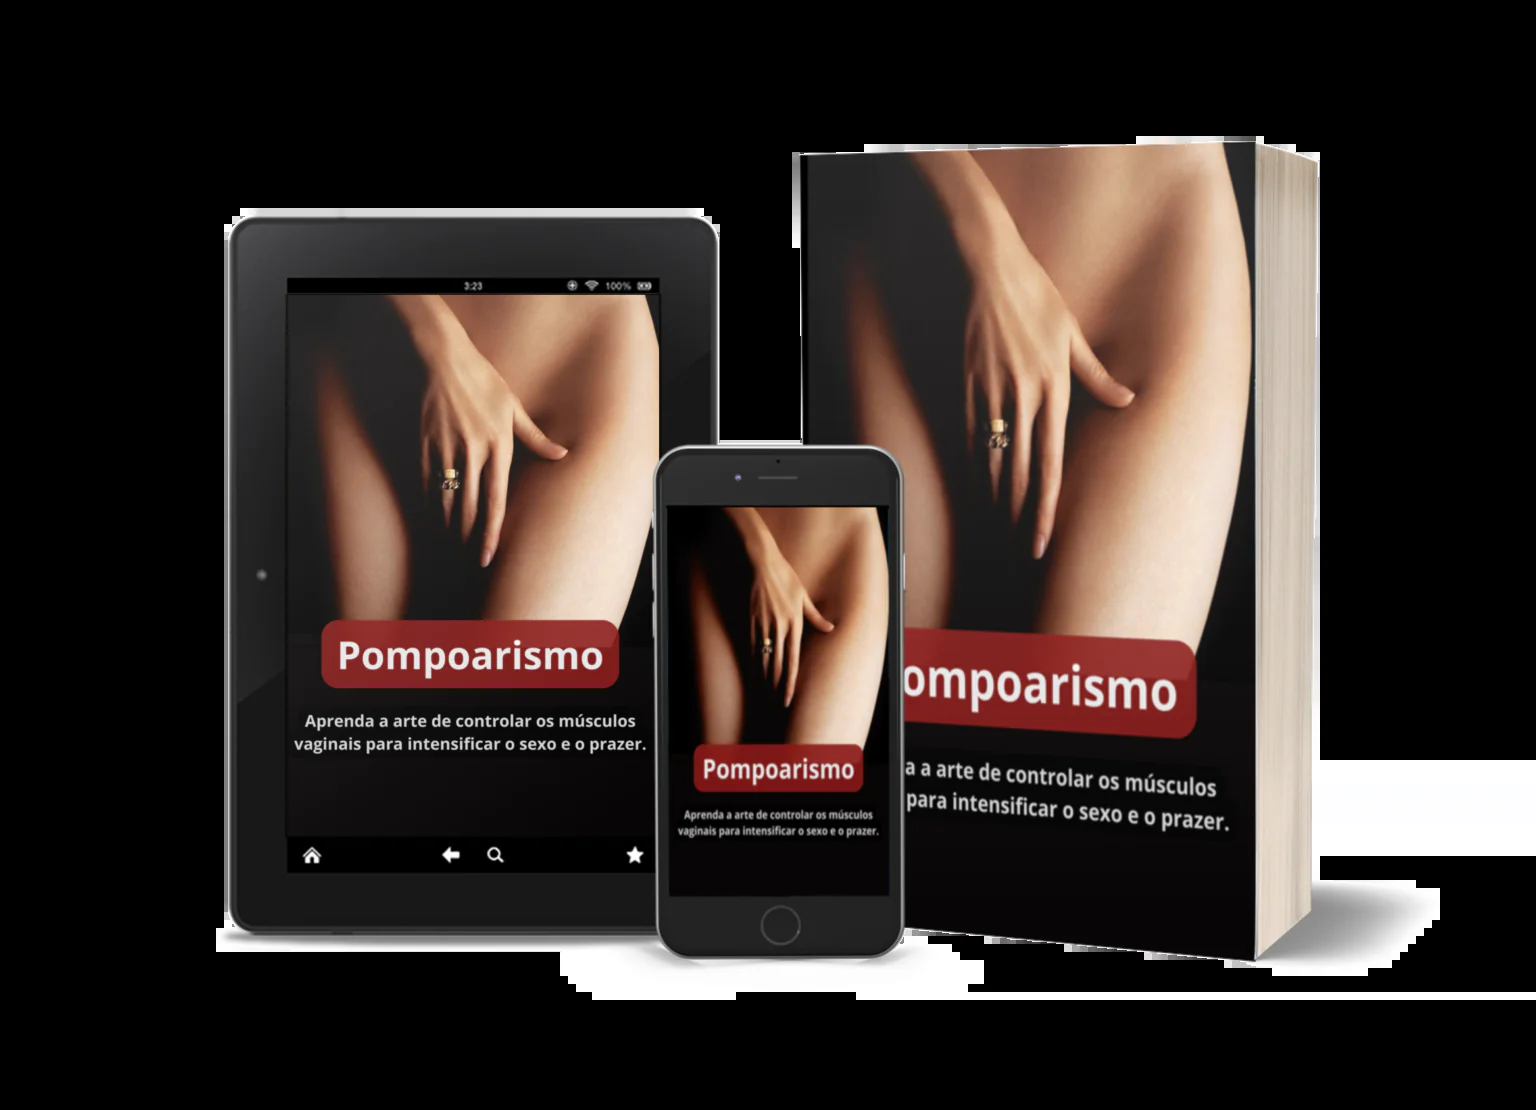 3:23 100%
Pompoarismo
Aprenda a arte de controlar os músculos
vaginais para intensificar o sexo e o prazer.
Pompoarismo
Aprenda a arte de controlar os músculos
vaginais para intensificar o sexo e o prazer.
ompoarismo
a a arte de controlar os músculos
para intensificar o sexo e o prazer.